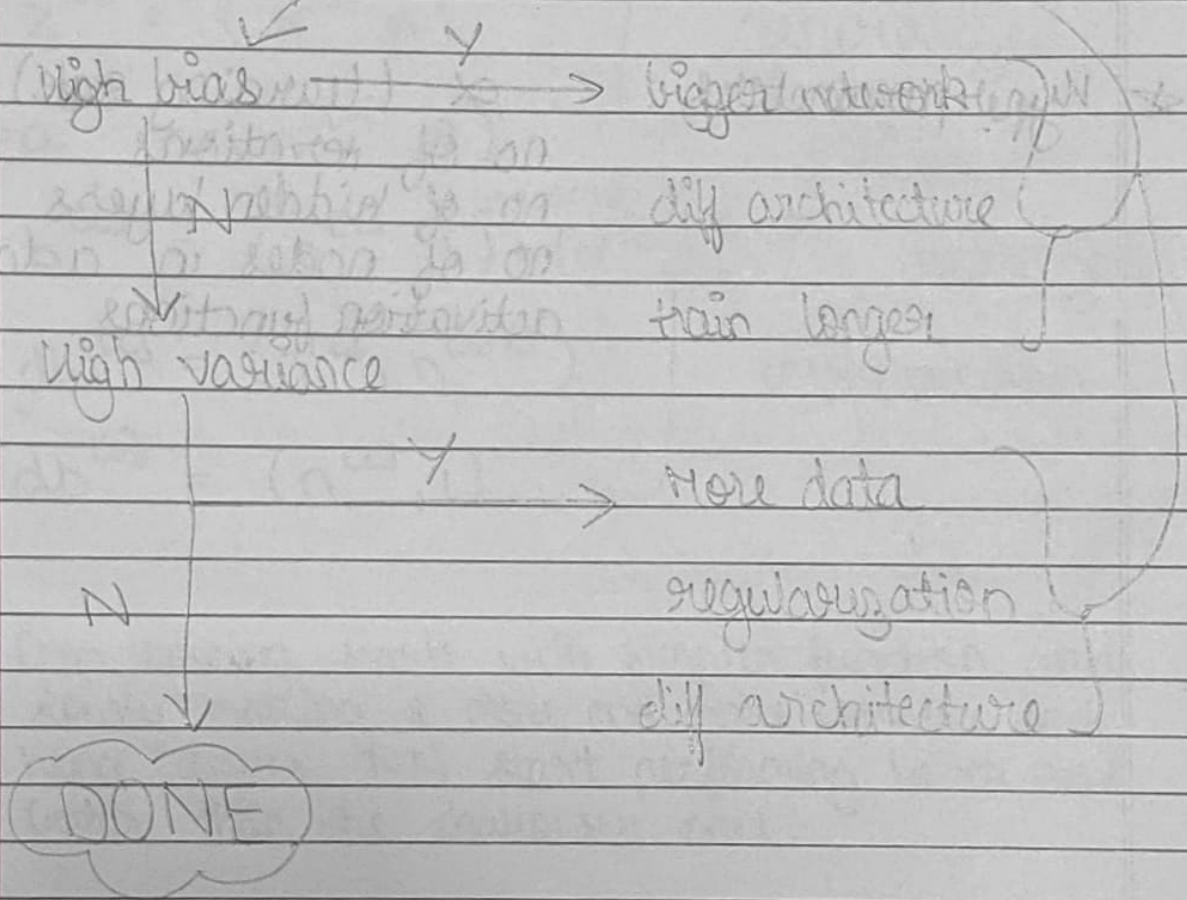 Y
High bias bigger network
N diff architecture
train longer
High variance
Y
More data
N regularization
diff architecture
DONE